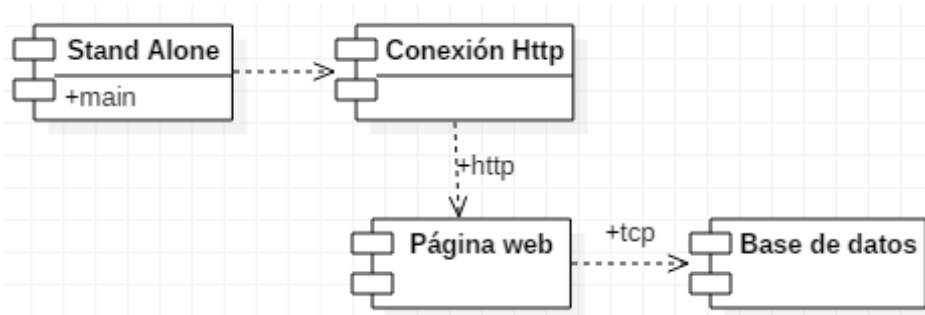 Stand Alone
+main
Conexión Http
+http
Página web
+tcp
Base de datos